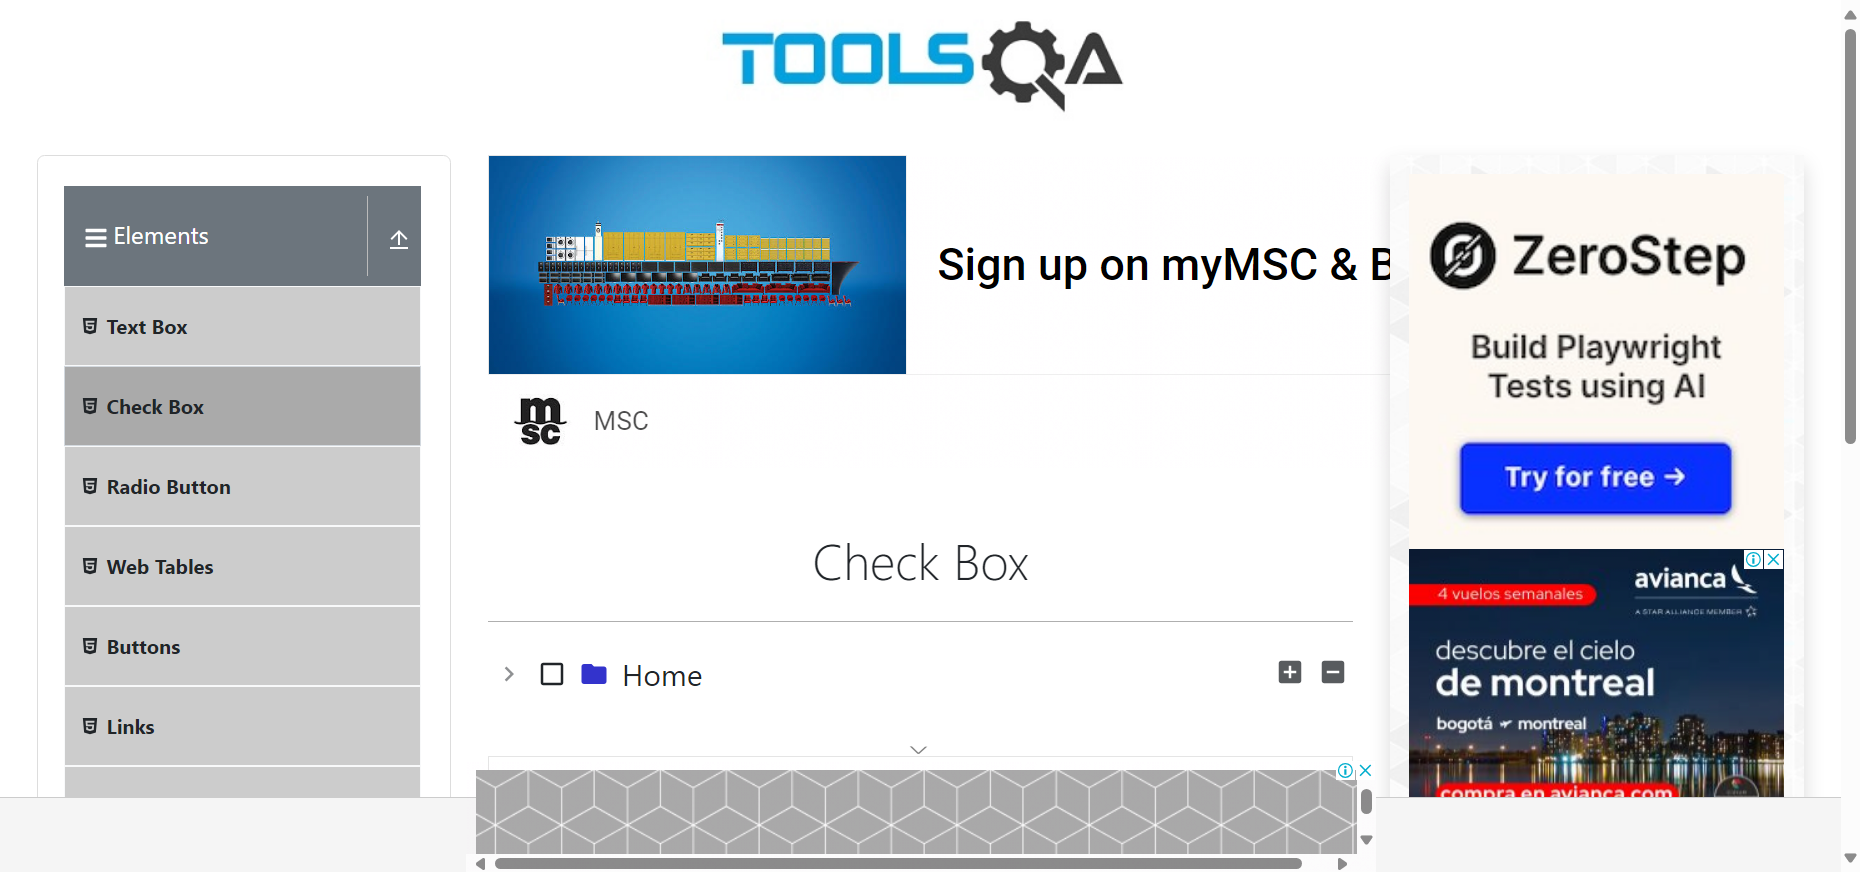 TOOLSQA
Elements
Text Box
Check Box
Radio Button
Web Tables
Buttons
Links
Sign up on myMSC & B
msc
MSC
Check Box
Home
ZeroStep
Build Playwright
Tests using AI
Try for free →
4 vuelos semanales
avianca
A STAR ALLIANCE MEMBER
descubre el cielo
de montreal
bogotá montreal
compra en avianca.com